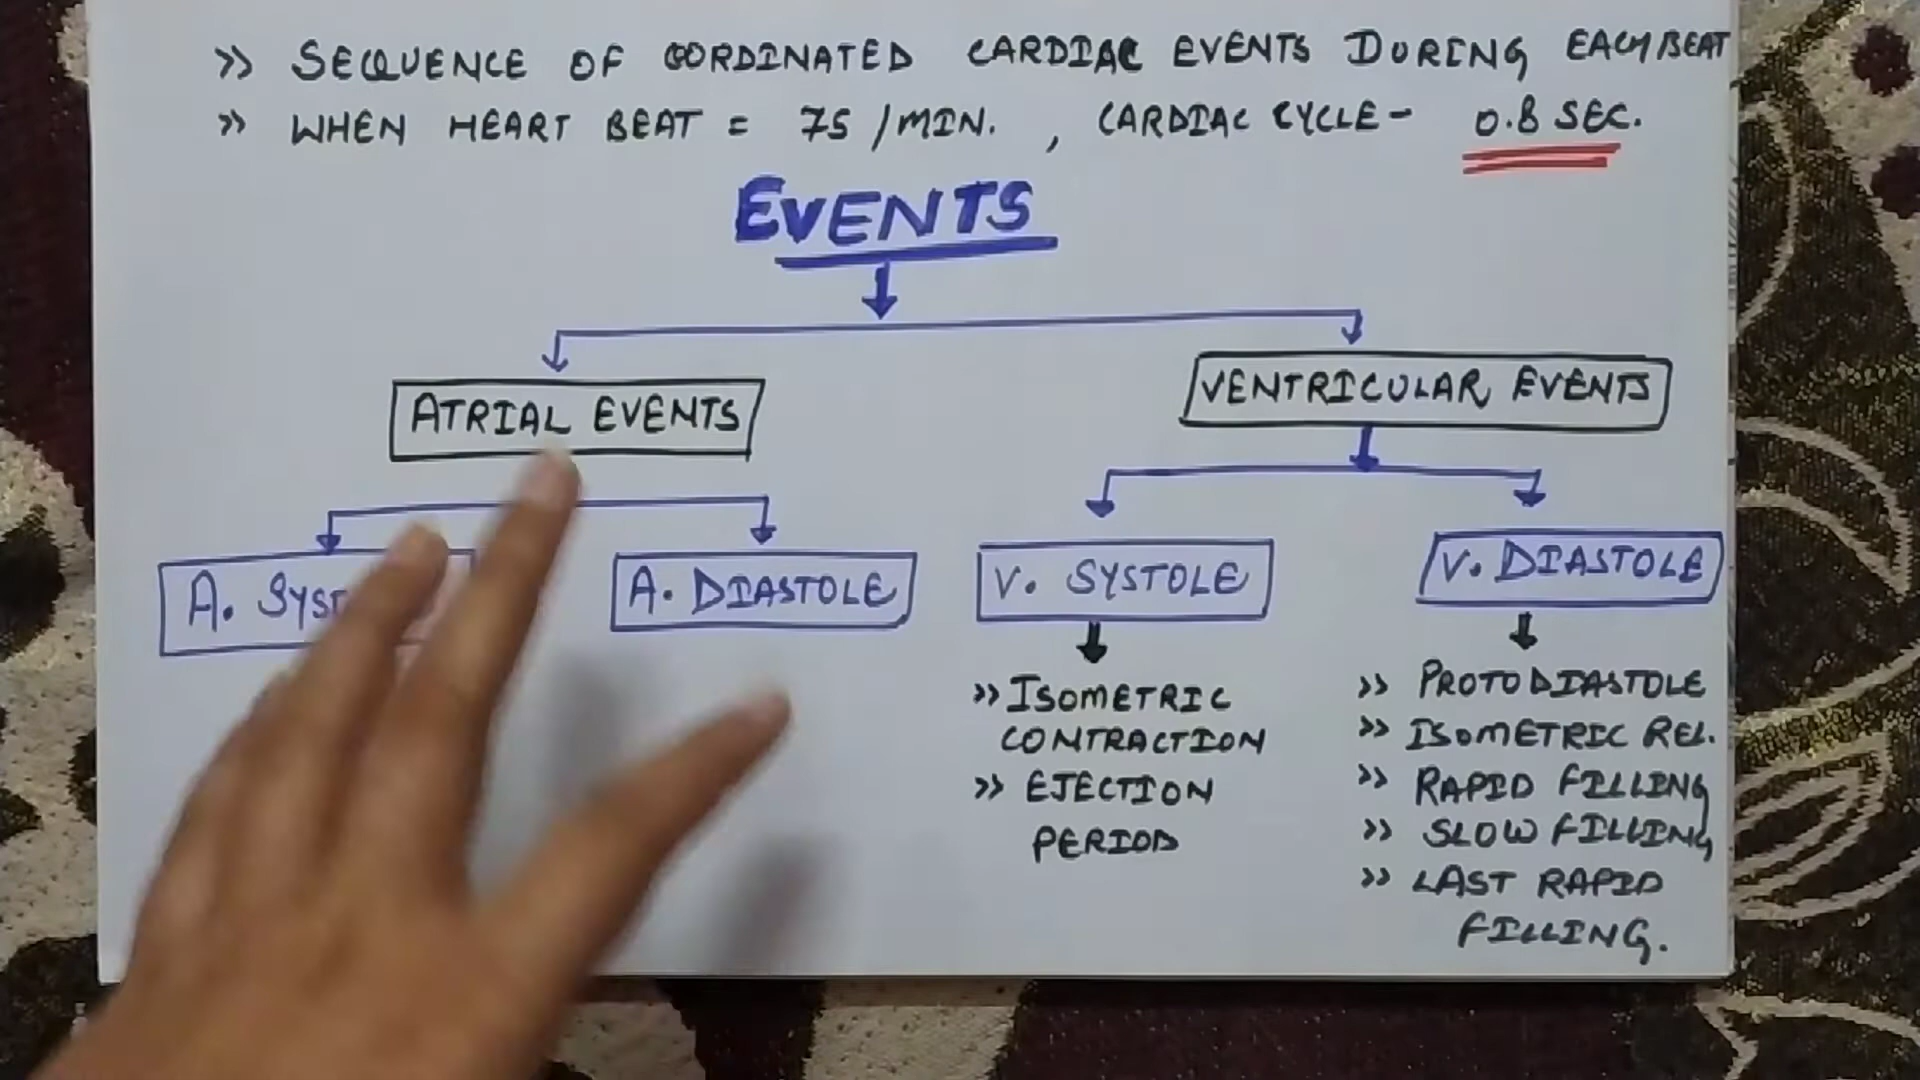 >> SEQUENCE OF CORDINATED CARDIAC EVENTS DURING EACH BEAT
>> WHEN HEART BEAT = 75 /MIN. , CARDIAC CYCLE- 0.8 SEC.
EVENTS
ATRIAL EVENTS
VENTRICULAR EVENTS
A.
A. DIASTOLE
V. SYSTOLE
V. DIASTOLE
>> ISOMETRIC
CONTRACTION
>> EJECTION
PERIOD
>> PROTODIASTOLE
>> ISOMETRIC REL.
>> RAPID FILLING
>> SLOW FILLING
>> LAST RAPID
FILLING.